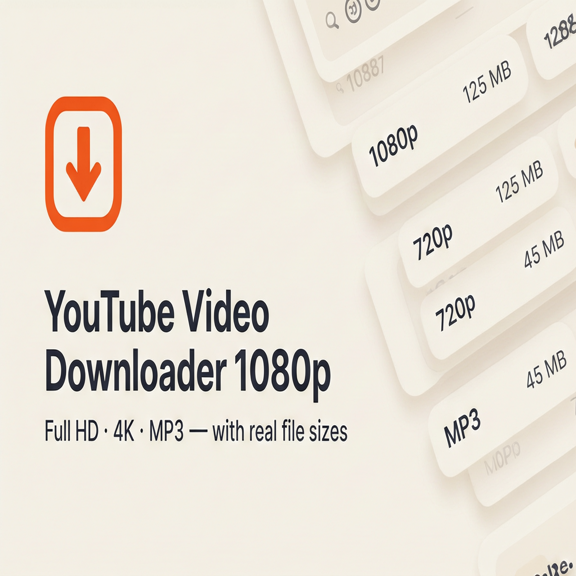 10887
125 MB
1080p
125 MB
720p
45 MB
720p
45 MB
MP3
YouTube Video
Downloader 1080p
Full HD · 4K · MP3 — with real file sizes